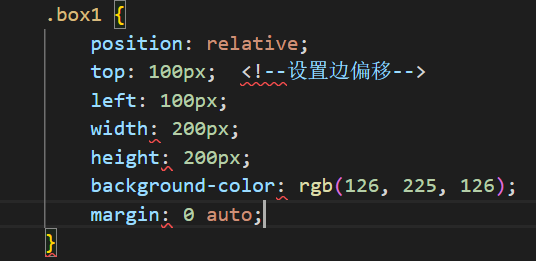 .box1 {
position: relative;
top: 100px;  <!--设置边偏移-->
left: 100px;
width: 200px;
height: 200px;
background-color: rgb(126, 225, 126);
margin: 0 auto;
}